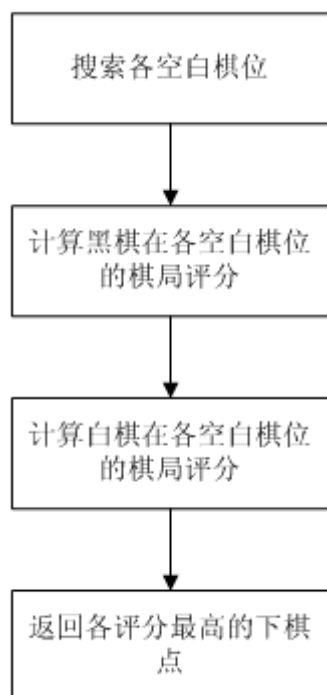 搜索各空白棋位
计算黑棋在各空白棋位
的棋局评分
计算白棋在各空白棋位
的棋局评分
返回各评分最高的下棋
点